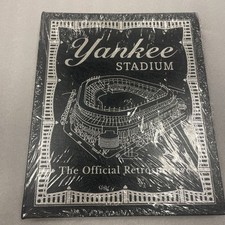 Yankee
STADIUM
The Official Retrospective